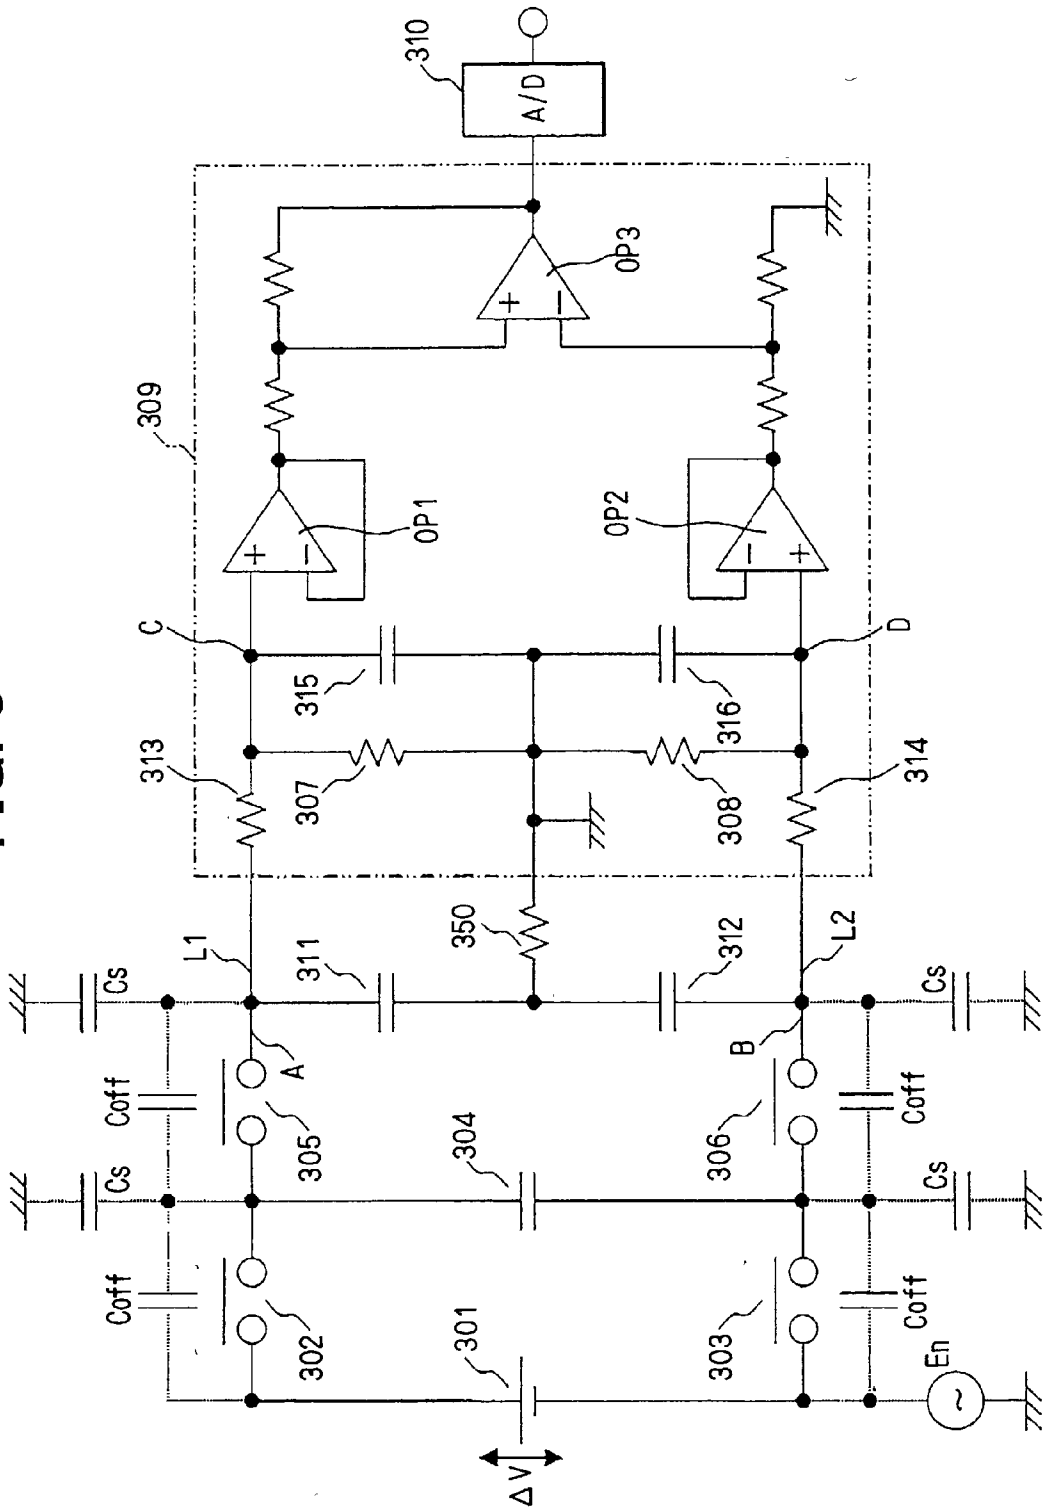 310
A/D
309
OP3
OP1
OP2
+
−
+
−
−
+
C
D
315
316
313
307
308
314
350
L1
L2
311
312
Cs
Cs
A
B
Coff
Coff
305
304
306
Cs
Cs
Coff
Coff
302
301
303
En
~
ΔV